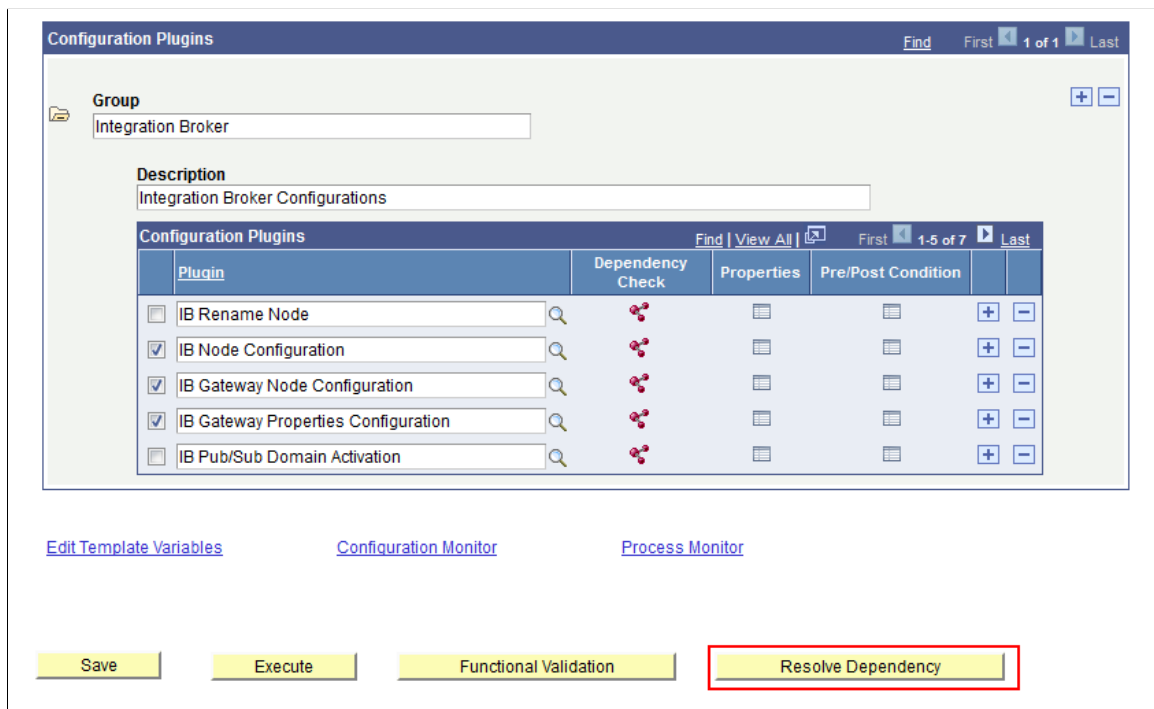 Configuration Plugins Find First 1 of 1 Last
Group
Integration Broker
Description
Integration Broker Configurations
Configuration Plugins Find | View All | First 1-5 of 7 Last
Plugin Dependency Check Properties Pre/Post Condition
IB Rename Node
IB Node Configuration
IB Gateway Node Configuration
IB Gateway Properties Configuration
IB Pub/Sub Domain Activation
Edit Template Variables Configuration Monitor Process Monitor
Save Execute Functional Validation Resolve Dependency